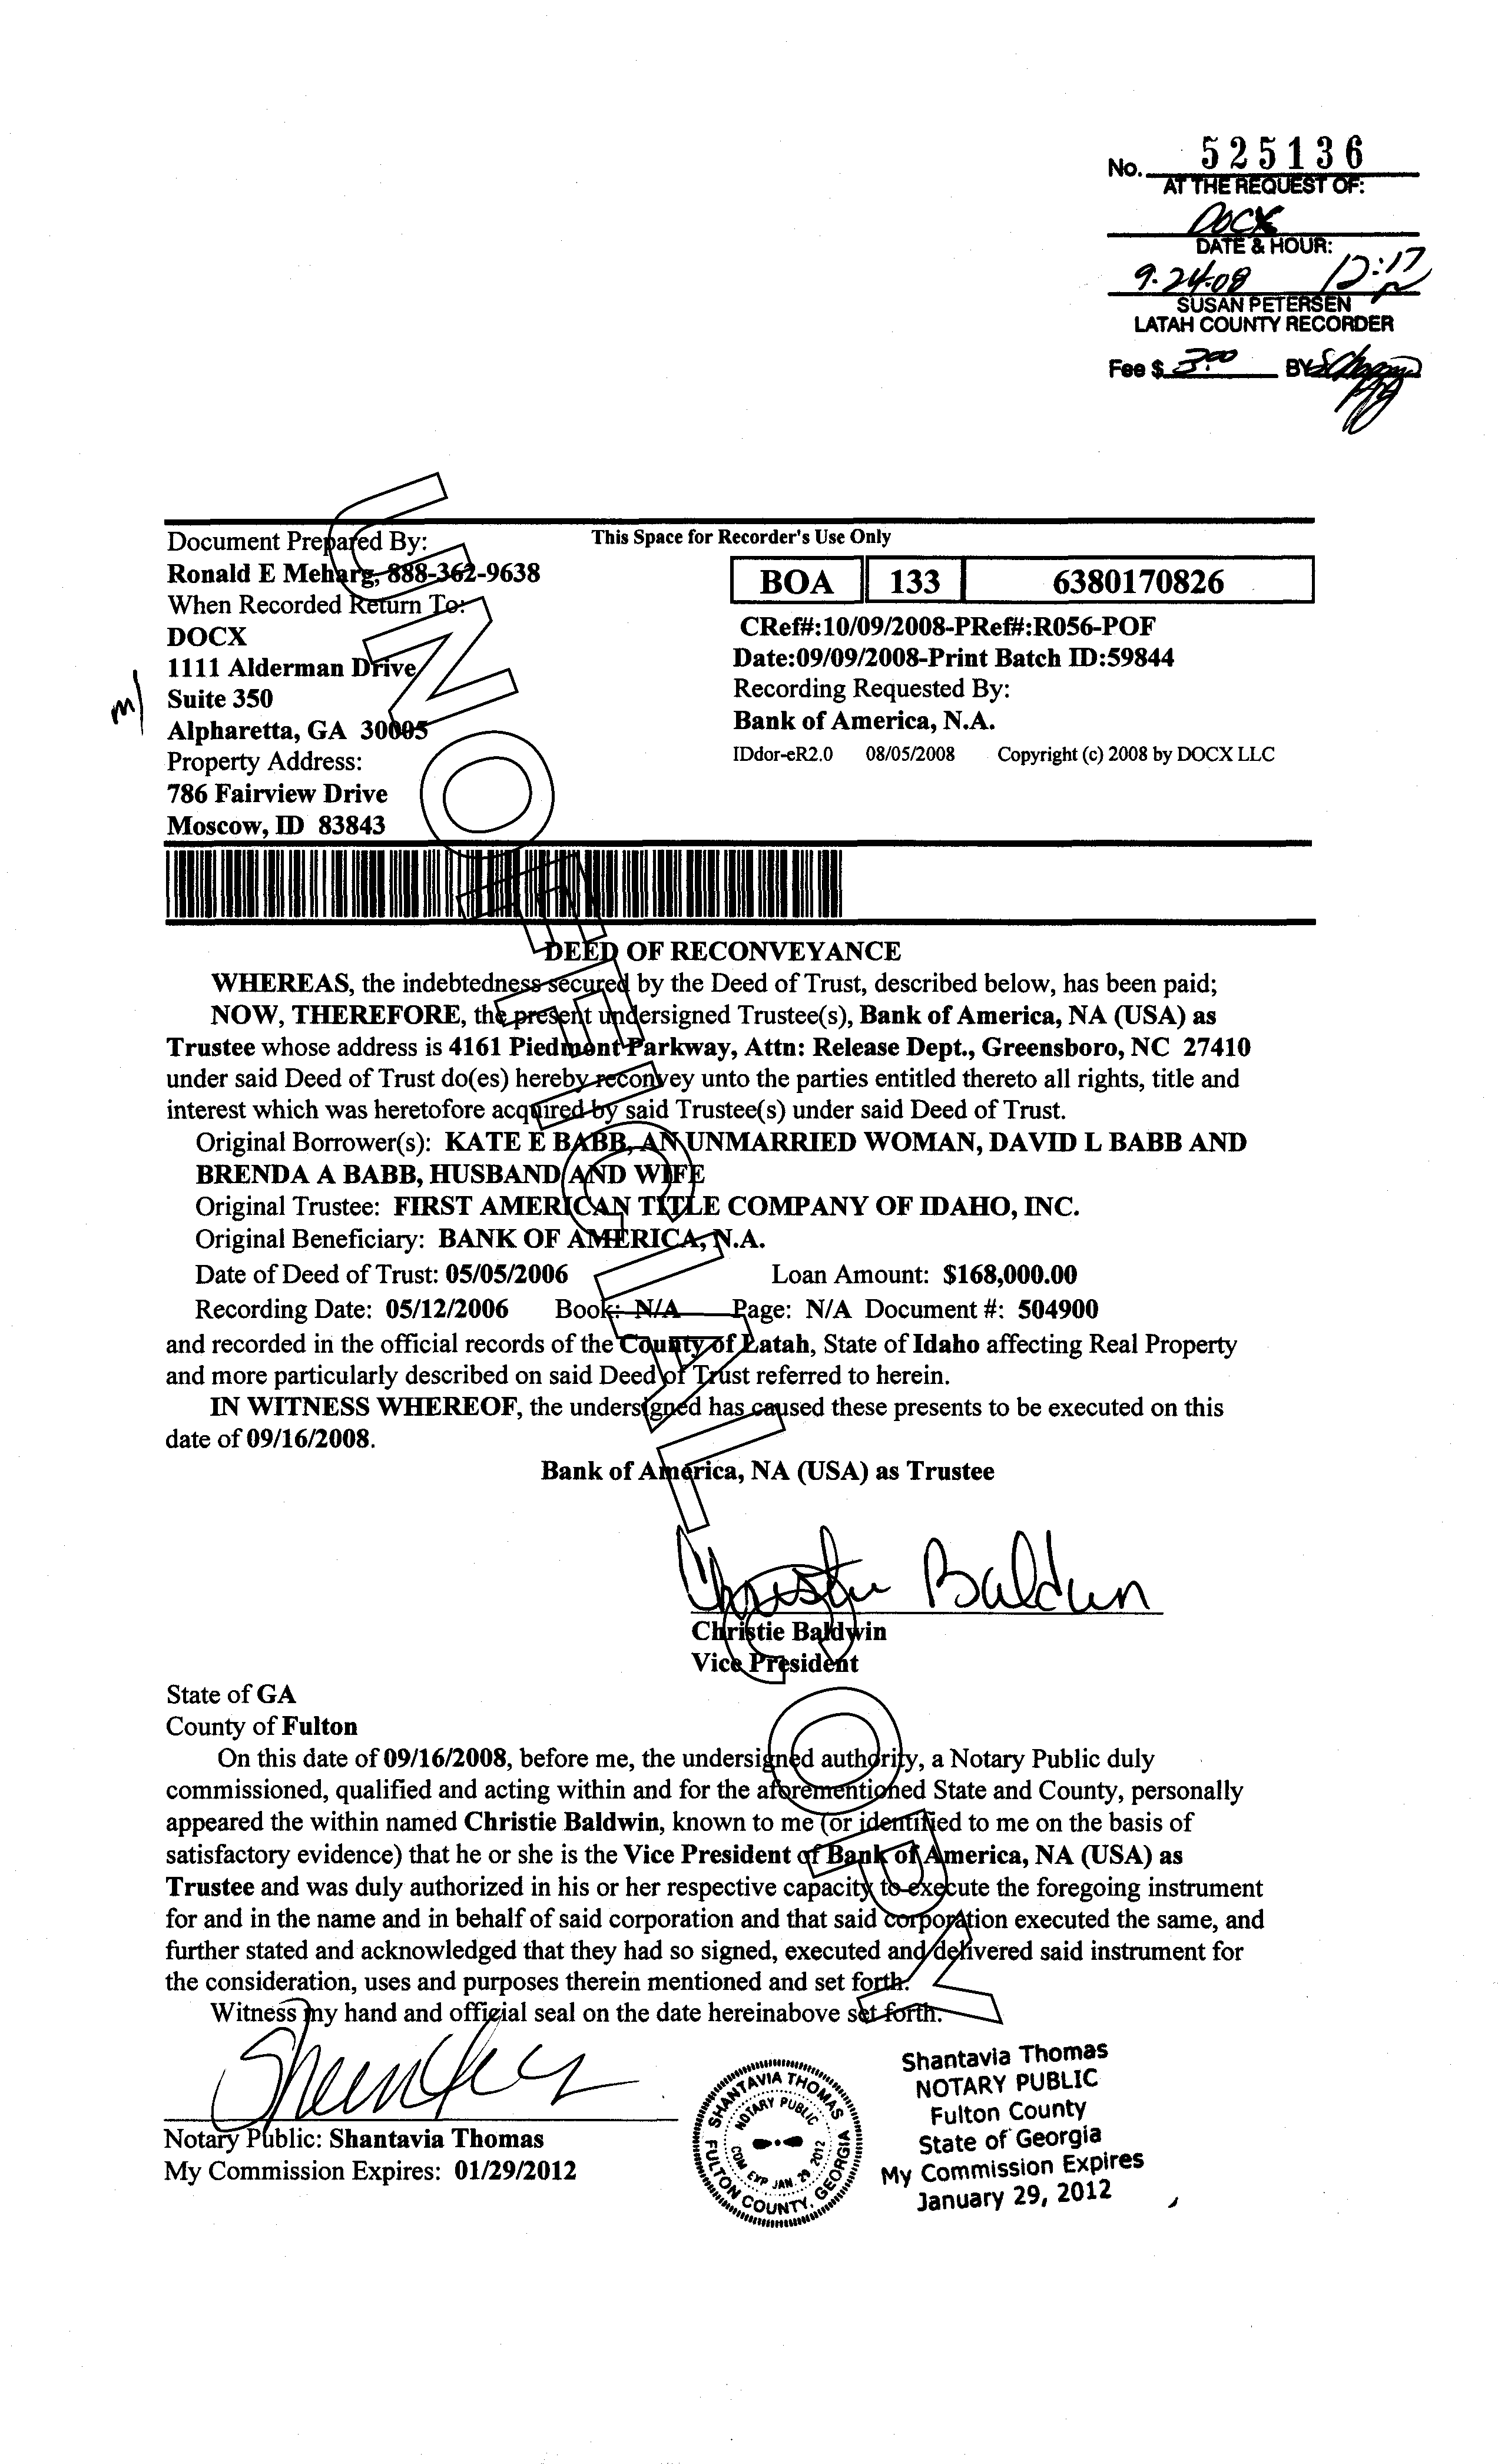 No. 525136
AT THE REQUEST OF:
DOCX
DATE & HOUR:
9.24.08 12:17
SUSAN PETERSEN
LATAH COUNTY RECORDER
Fee $ 3.00 BY
Document Prepared By:
Ronald E Meharg, 888-362-9638
When Recorded Return To:
DOCX
1111 Alderman Drive
Suite 350
Alpharetta, GA 30005
Property Address:
786 Fairview Drive
Moscow, ID 83843
This Space for Recorder's Use Only
BOA 133 6380170826
CRef#:10/09/2008-PRef#:R056-POF
Date:09/09/2008-Print Batch ID:59844
Recording Requested By:
Bank of America, N.A.
IDdor-eR2.0 08/05/2008 Copyright (c) 2008 by DOCX LLC
DEED OF RECONVEYANCE
WHEREAS, the indebtedness secured by the Deed of Trust, described below, has been paid;
NOW, THEREFORE, the present undersigned Trustee(s), Bank of America, NA (USA) as
Trustee whose address is 4161 Piedmont Parkway, Attn: Release Dept., Greensboro, NC 27410
under said Deed of Trust do(es) hereby reconvey unto the parties entitled thereto all rights, title and
interest which was heretofore acquired by said Trustee(s) under said Deed of Trust.
Original Borrower(s): KATE E BABB, AN UNMARRIED WOMAN, DAVID L BABB AND
BRENDA A BABB, HUSBAND AND WIFE
Original Trustee: FIRST AMERICAN TITLE COMPANY OF IDAHO, INC.
Original Beneficiary: BANK OF AMERICA, N.A.
Date of Deed of Trust: 05/05/2006 Loan Amount: $168,000.00
Recording Date: 05/12/2006 Book: N/A Page: N/A Document #: 504900
and recorded in the official records of the County of Latah, State of Idaho affecting Real Property
and more particularly described on said Deed of Trust referred to herein.
IN WITNESS WHEREOF, the undersigned has caused these presents to be executed on this
date of 09/16/2008.
Bank of America, NA (USA) as Trustee
Christie Baldwin
Christie Baldwin
Vice President
State of GA
County of Fulton
On this date of 09/16/2008, before me, the undersigned authority, a Notary Public duly
commissioned, qualified and acting within and for the aforementioned State and County, personally
appeared the within named Christie Baldwin, known to me (or identified to me on the basis of
satisfactory evidence) that he or she is the Vice President of Bank of America, NA (USA) as
Trustee and was duly authorized in his or her respective capacity to execute the foregoing instrument
for and in the name and in behalf of said corporation and that said corporation executed the same, and
further stated and acknowledged that they had so signed, executed and delivered said instrument for
the consideration, uses and purposes therein mentioned and set forth.
Witness my hand and official seal on the date hereinabove set forth.
Notary Public: Shantavia Thomas
My Commission Expires: 01/29/2012
SHANTAVIA THOMAS
NOTARY PUBLIC
COM. EXP JAN. 29, 2012
FULTON COUNTY, GEORGIA
Shantavia Thomas
NOTARY PUBLIC
Fulton County
State of Georgia
My Commission Expires
January 29, 2012
UNOFFICIAL COPY